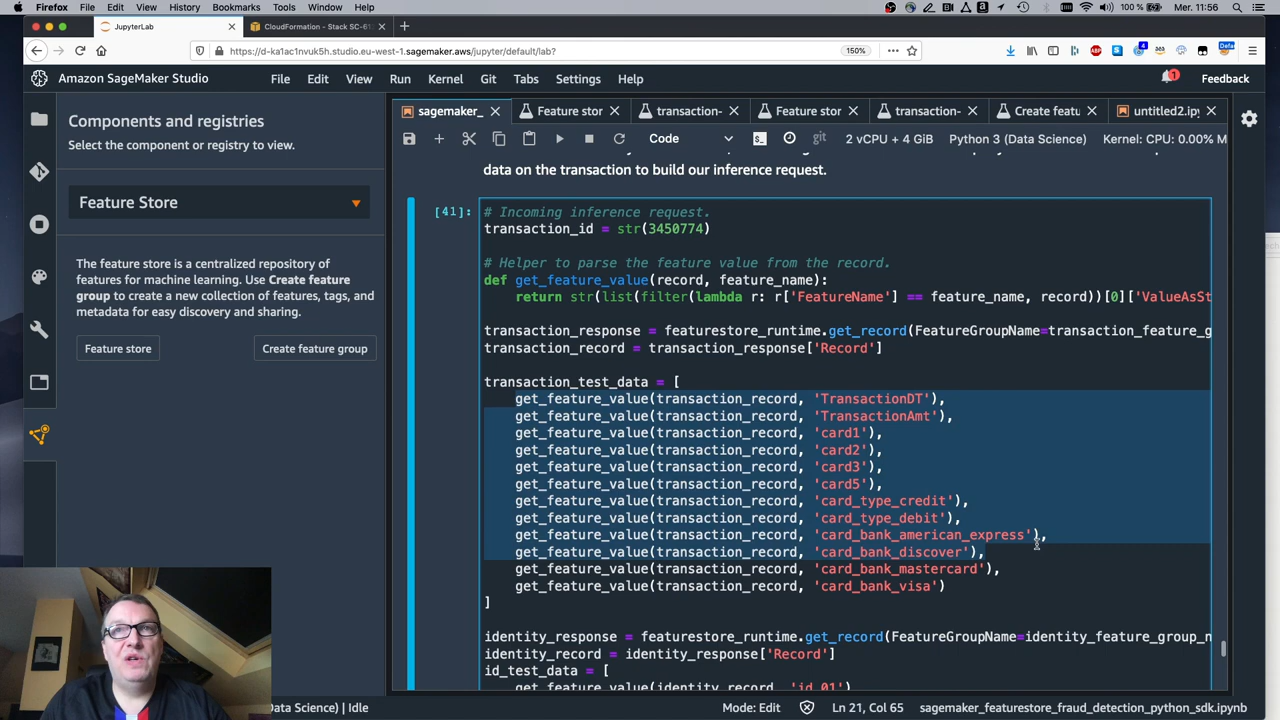 Firefox File Edit View History Bookmarks Tools Window Help 100 % Mer. 11:56
JupyterLab CloudFormation - Stack SC-61
https://d-ka1ac1nvuk5h.studio.eu-west-1.sagemaker.aws/jupyter/default/lab? 150%
Amazon SageMaker Studio File Edit View Run Kernel Git Tabs Settings Help 1 Feedback
Components and registries
Select the component or registry to view.
Feature Store
The feature store is a centralized repository
of features for machine learning. Use Create feature
group to create a new collection of features, tags, and
metadata for easy discovery and sharing.
Feature store Create feature group
sagemaker_ Feature stor transaction- Feature stor transaction- Create featu untitled2.ipy
Code git 2 vCPU + 4 GiB Python 3 (Data Science) Kernel: CPU: 0.00% M
data on the transaction to build our inference request.
[41]: # Incoming inference request.
transaction_id = str(3450774)
# Helper to parse the feature value from the record.
def get_feature_value(record, feature_name):
return str(list(filter(lambda r: r['FeatureName'] == feature_name, record))[0]['ValueAsSt
transaction_response = featurestore_runtime.get_record(FeatureGroupName=transaction_feature_g
transaction_record = transaction_response['Record']
transaction_test_data = [
get_feature_value(transaction_record, 'TransactionDT'),
get_feature_value(transaction_record, 'TransactionAmt'),
get_feature_value(transaction_record, 'card1'),
get_feature_value(transaction_record, 'card2'),
get_feature_value(transaction_record, 'card3'),
get_feature_value(transaction_record, 'card5'),
get_feature_value(transaction_record, 'card_type_credit'),
get_feature_value(transaction_record, 'card_type_debit'),
get_feature_value(transaction_record, 'card_bank_american_express'),
get_feature_value(transaction_record, 'card_bank_discover'),
get_feature_value(transaction_record, 'card_bank_mastercard'),
get_feature_value(transaction_record, 'card_bank_visa')
]
identity_response = featurestore_runtime.get_record(FeatureGroupName=identity_feature_group_n
identity_record = identity_response['Record']
id_test_data = [
get_feature_value(identity_record, 'id_01')
Data Science) | Idle Mode: Edit Ln 21, Col 65 sagemaker_featurestore_fraud_detection_python_sdk.ipynb